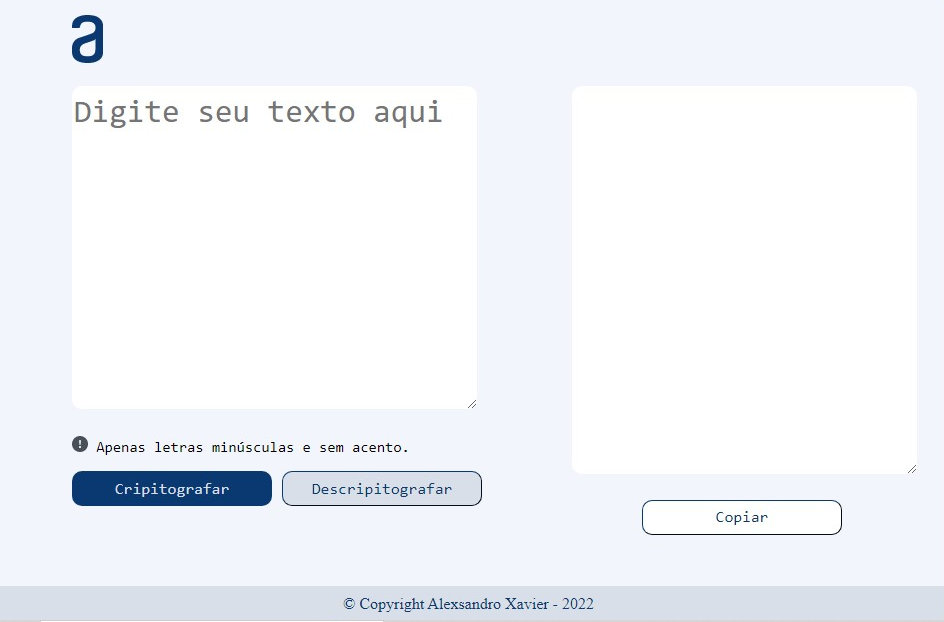 a
Digite seu texto aqui
Apenas letras minúsculas e sem acento.
Cripitografar
Descripitografar
Copiar
© Copyright Alexsandro Xavier - 2022